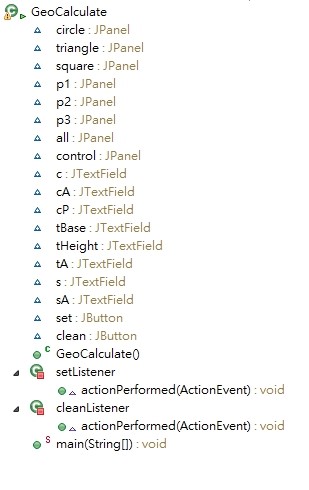 GeoCalculate
circle : JPanel
triangle : JPanel
square : JPanel
p1 : JPanel
p2 : JPanel
p3 : JPanel
all : JPanel
control : JPanel
c : JTextField
cA : JTextField
cP : JTextField
tBase : JTextField
tHeight : JTextField
tA : JTextField
s : JTextField
sA : JTextField
set : JButton
clean : JButton
GeoCalculate()
setListener
actionPerformed(ActionEvent) : void
cleanListener
actionPerformed(ActionEvent) : void
main(String[]) : void